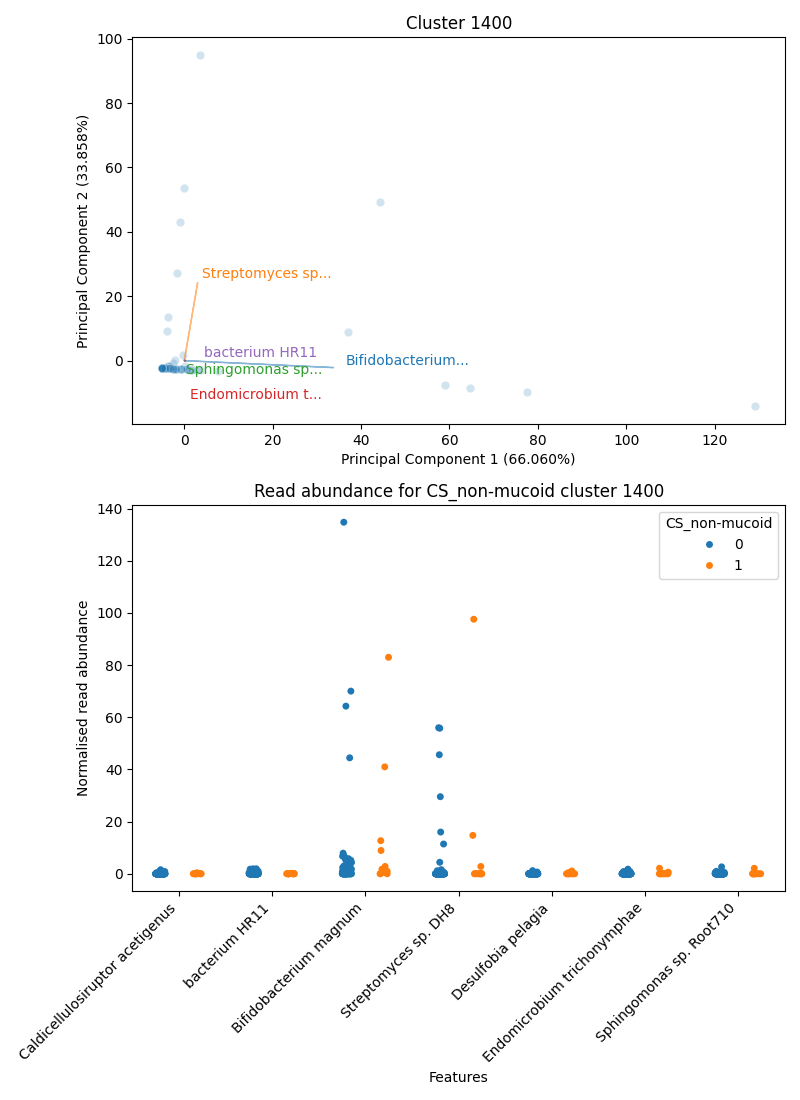 Cluster 1400
Principal Component 2 (33.858%)
100
80
60
40
20
0
Streptomyces sp...
bacterium HR11
Bifidobacterium...
Sphingomonas sp...
Endomicrobium t...
0 20 40 60 80 100 120
Principal Component 1 (66.060%)
Read abundance for CS_non-mucoid cluster 1400
Normalised read abundance
140
120
100
80
60
40
20
0
CS_non-mucoid
0
1
Caldicellulosiruptor acetigenus
bacterium HR11
Bifidobacterium magnum
Streptomyces sp. DH8
Desulfobia pelagia
Endomicrobium trichonymphae
Sphingomonas sp. Root710
Features